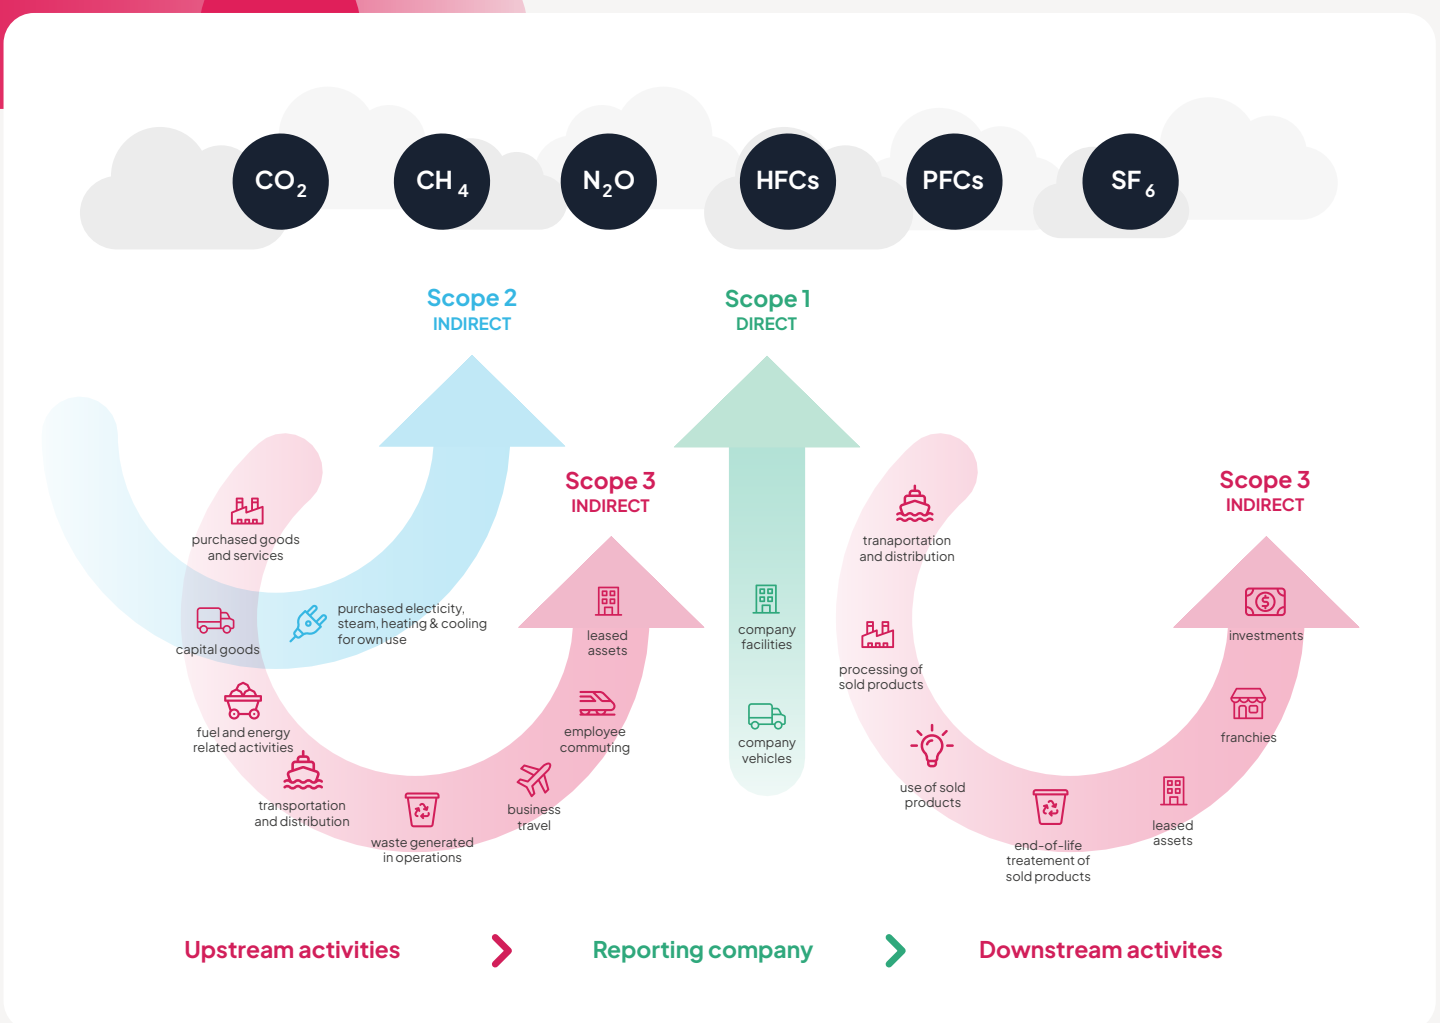 CO2
CH4
N2O
HFCs
PFCs
SF6
Scope 2
INDIRECT
Scope 1
DIRECT
Scope 3
INDIRECT
Scope 3
INDIRECT
purchased goods
and services
capital goods
purchased electicity,
steam, heating & cooling
for own use
fuel and energy
related activities
transportation
and distribution
waste generated
in operations
business
travel
employee
commuting
leased
assets
company
facilities
company
vehicles
tranaportation
and distribution
processing of
sold products
use of sold
products
end-of-life
treatement of
sold products
leased
assets
franchies
investments
Upstream activities
Reporting company
Downstream activites